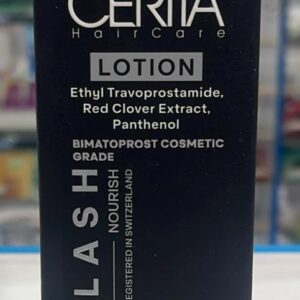 CERITA
HairCare
LOTION
Ethyl Travoprostamide,
Red Clover Extract,
Panthenol
BIMATOPROST COSMETIC
GRADE
LASH
NOURISH
REGISTERED IN SWITZERLAND